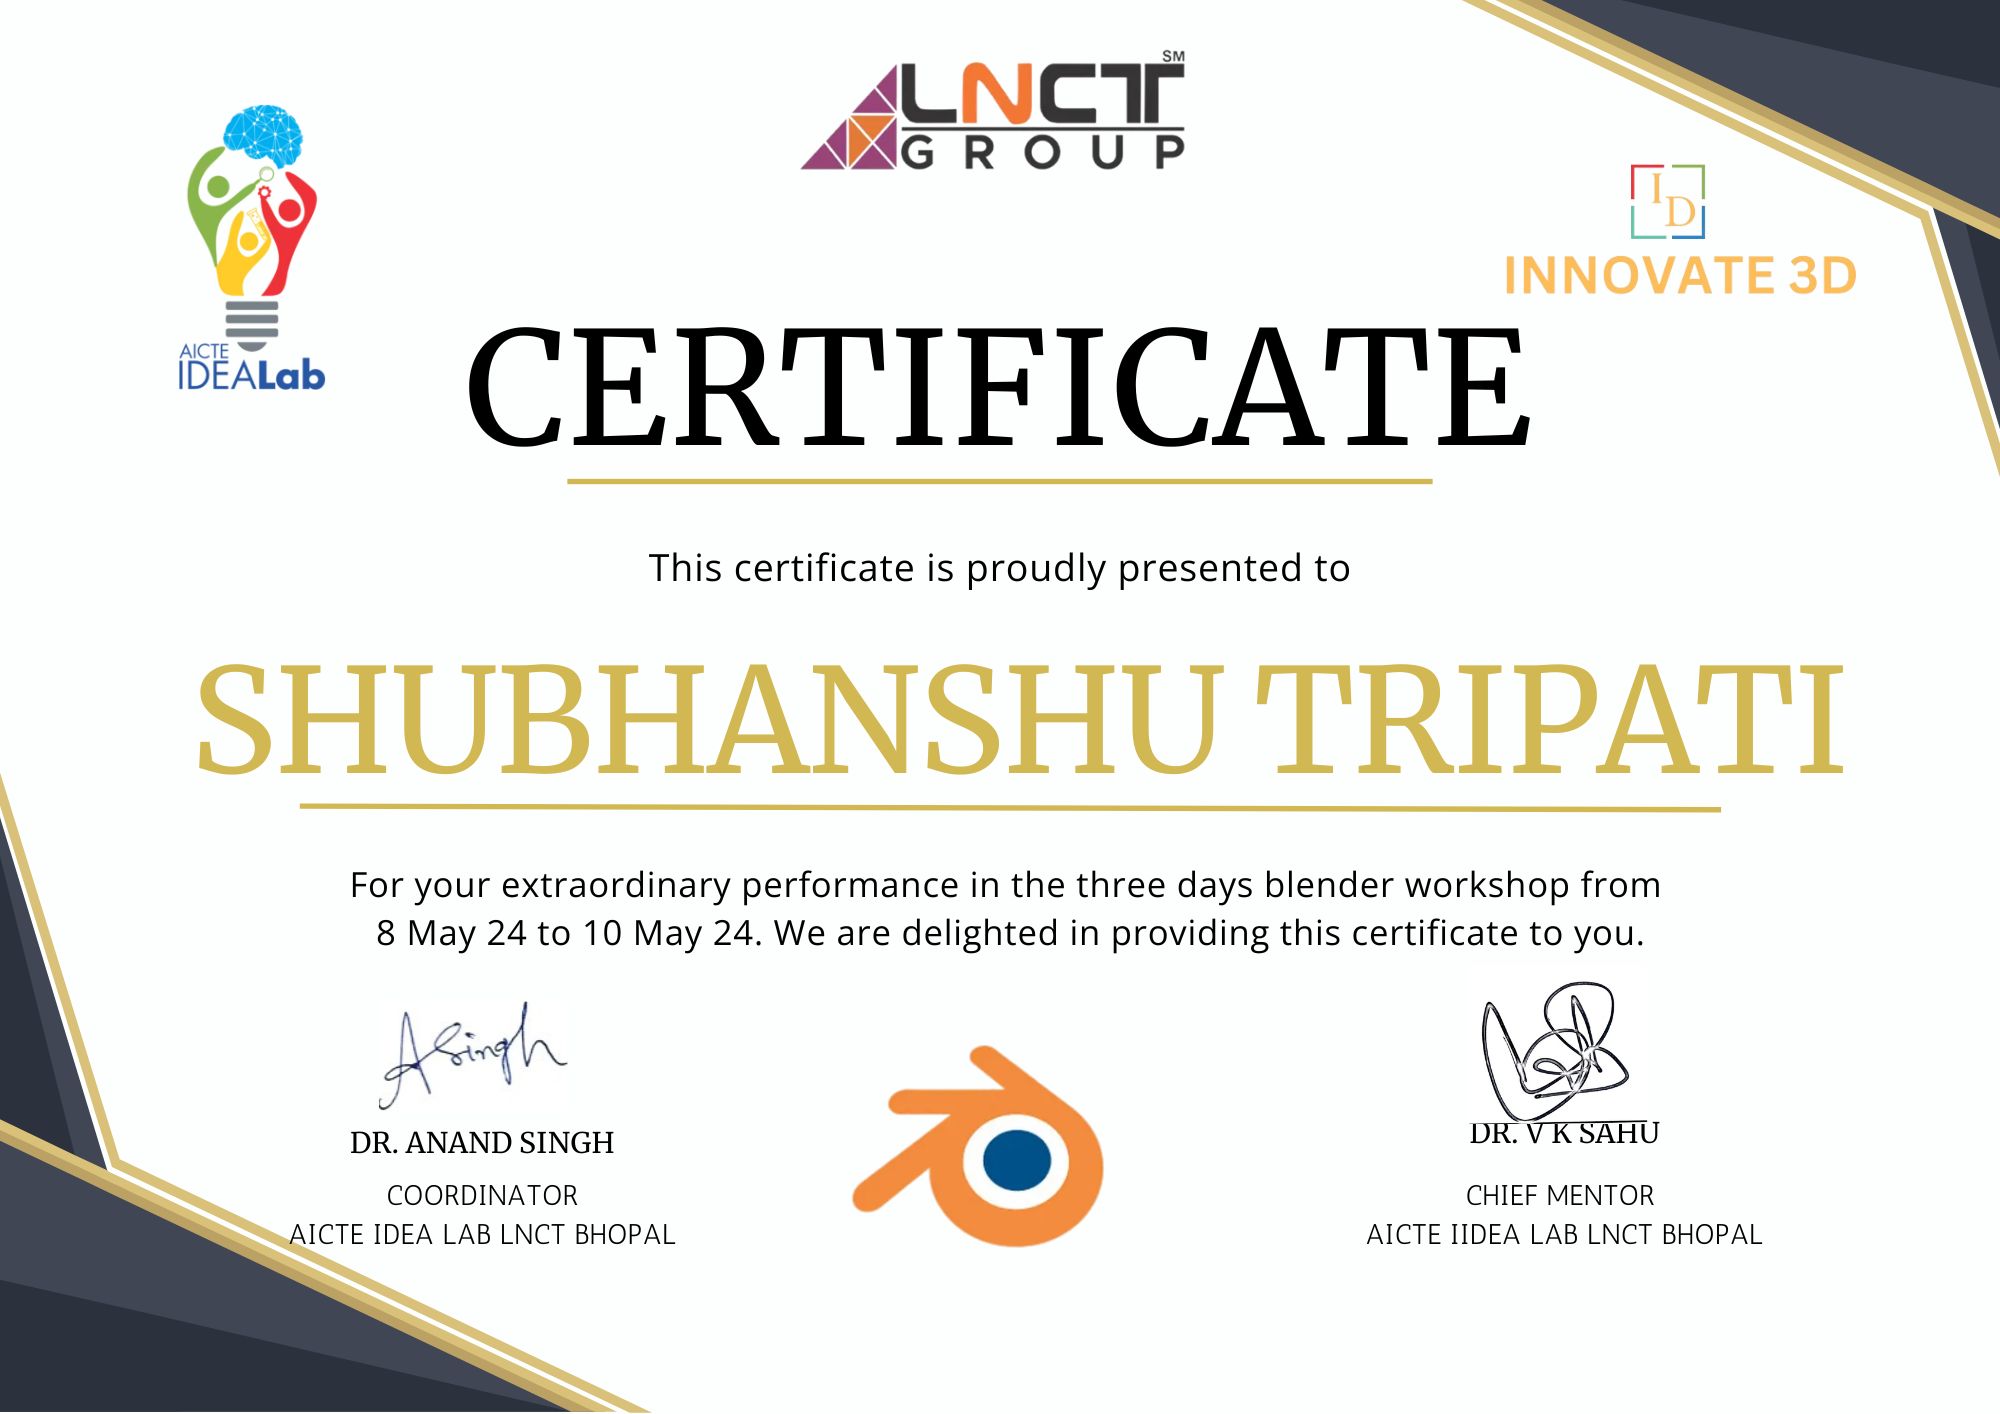 AICTE
IDEALab
LNCT SM
GROUP
ID
INNOVATE 3D
CERTIFICATE
This certificate is proudly presented to
SHUBHANSHU TRIPATI
For your extraordinary performance in the three days blender workshop from
8 May 24 to 10 May 24. We are delighted in providing this certificate to you.
ASingh
DR. ANAND SINGH
COORDINATOR
AICTE IDEA LAB LNCT BHOPAL
DR. V K SAHU
CHIEF MENTOR
AICTE IIDEA LAB LNCT BHOPAL